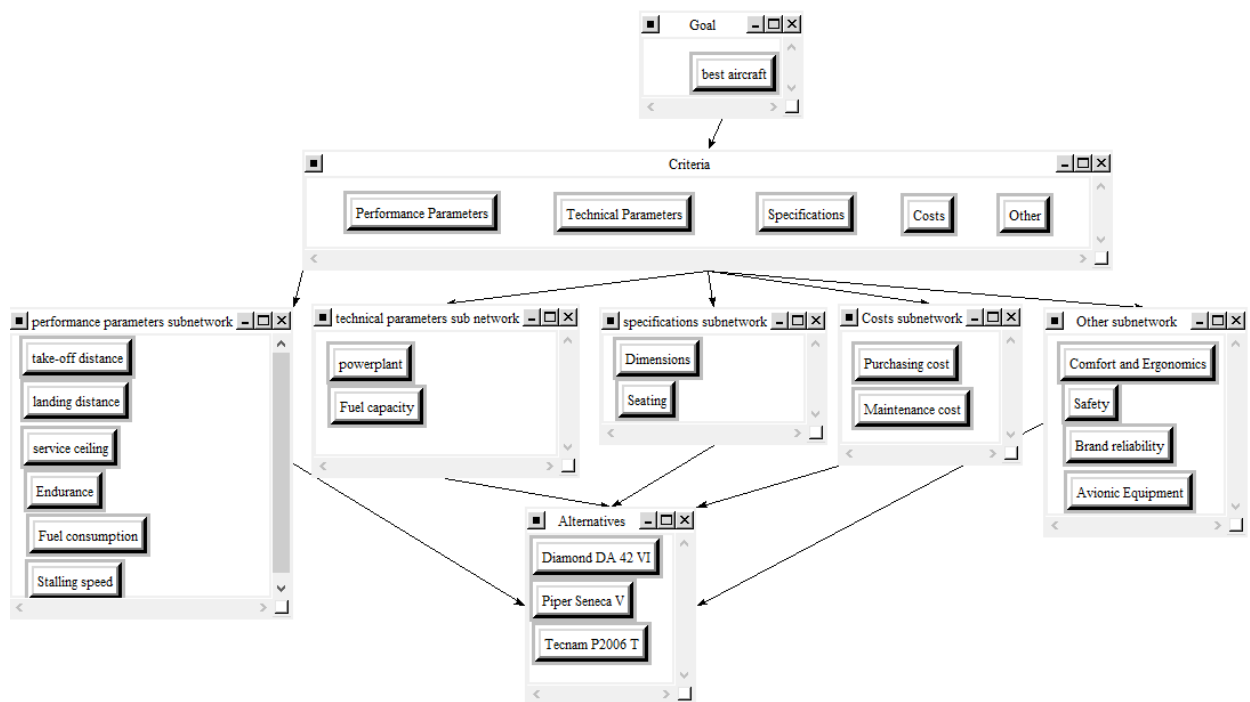 Goal
best aircraft
Criteria
Performance Parameters
Technical Parameters
Specifications
Costs
Other
performance parameters subnetwork
take-off distance
landing distance
service ceiling
Endurance
Fuel consumption
Stalling speed
technical parameters sub network
powerplant
Fuel capacity
specifications subnetwork
Dimensions
Seating
Costs subnetwork
Purchasing cost
Maintenance cost
Other subnetwork
Comfort and Ergonomics
Safety
Brand reliability
Avionic Equipment
Alternatives
Diamond DA 42 VI
Piper Seneca V
Tecnam P2006 T